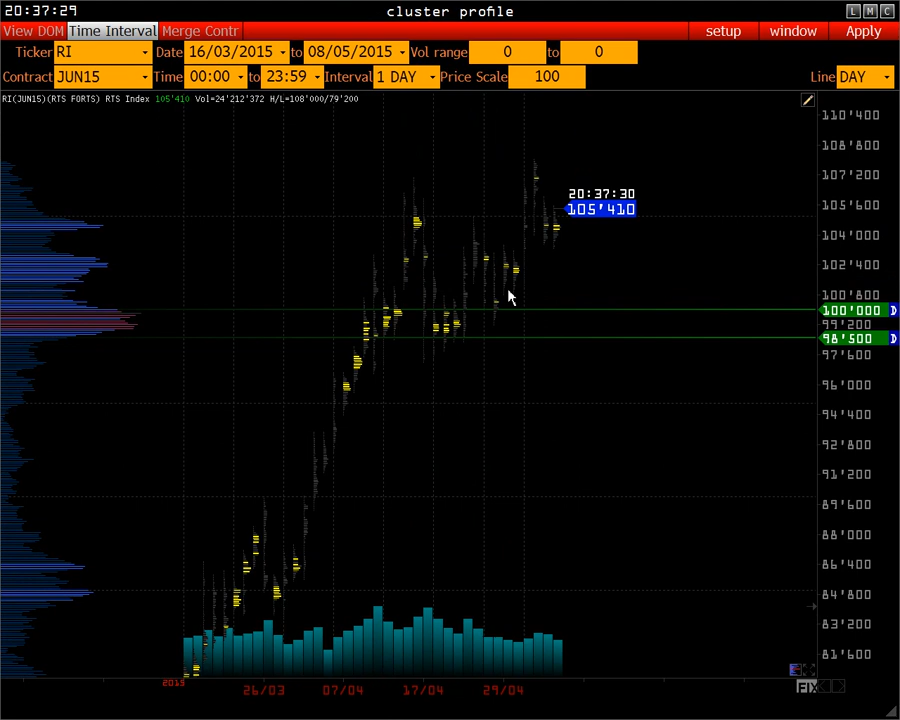 20:37:29 cluster profile L M C
View DOM Time Interval Merge Contr setup window Apply
Ticker RI Date 16/03/2015 to 08/05/2015 Vol range 0 to 0
Contract JUN15 Time 00:00 to 23:59 Interval 1 DAY Price Scale 100 Line DAY
RI(JUN15)(RTS FORTS) RTS Index 105'410 Vol=24'212'372 H/L=108'000/79'200
110'400
108'800
107'200
20:37:30
105'600
105'410
104'000
102'400
100'800
100'000 D
99'200
98'500 D
97'600
96'000
94'400
92'800
91'200
89'600
88'000
86'400
84'800
83'200
81'600
2015 26/03 07/04 17/04 29/04
FIX